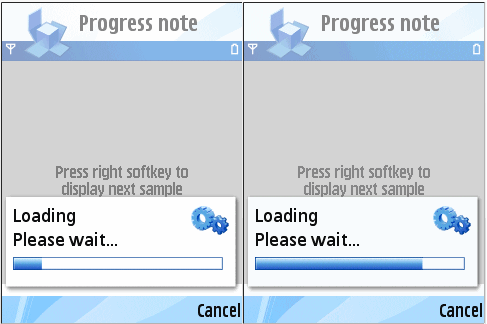 Progress note
Press right softkey to
display next sample
Loading
Please wait...
Cancel
Progress note
Press right softkey to
display next sample
Loading
Please wait...
Cancel